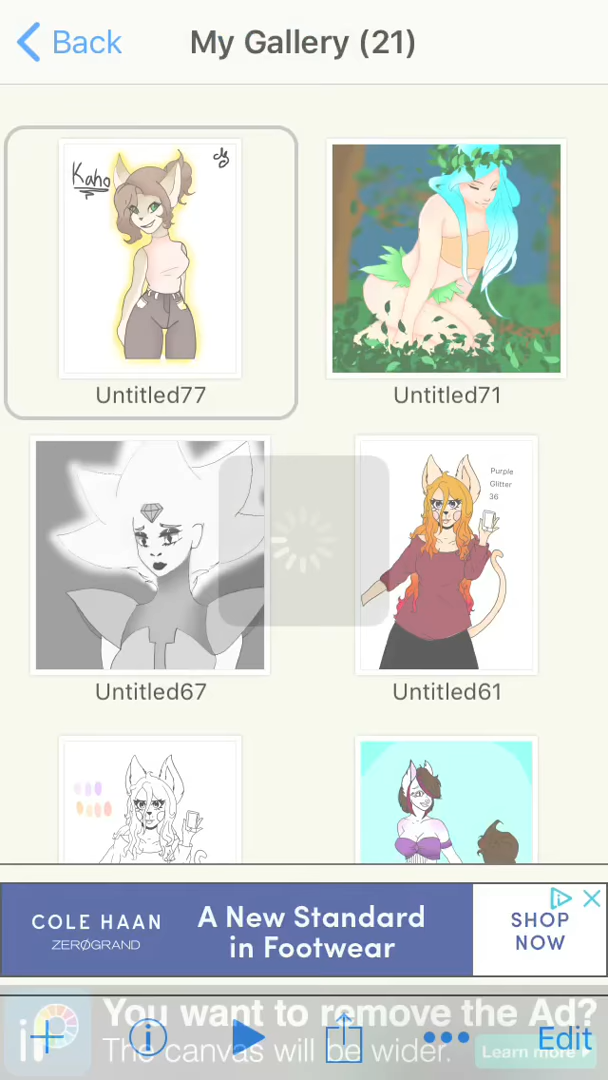 Back
My Gallery (21)
Kaho
Untitled77
Untitled71
Untitled67
Purple
Glitter
36
Untitled61
COLE HAAN
ZERØGRAND
A New Standard
in Footwear
SHOP
NOW
You want to remove the Ad?
The canvas will be wider.
Learn more
Edit